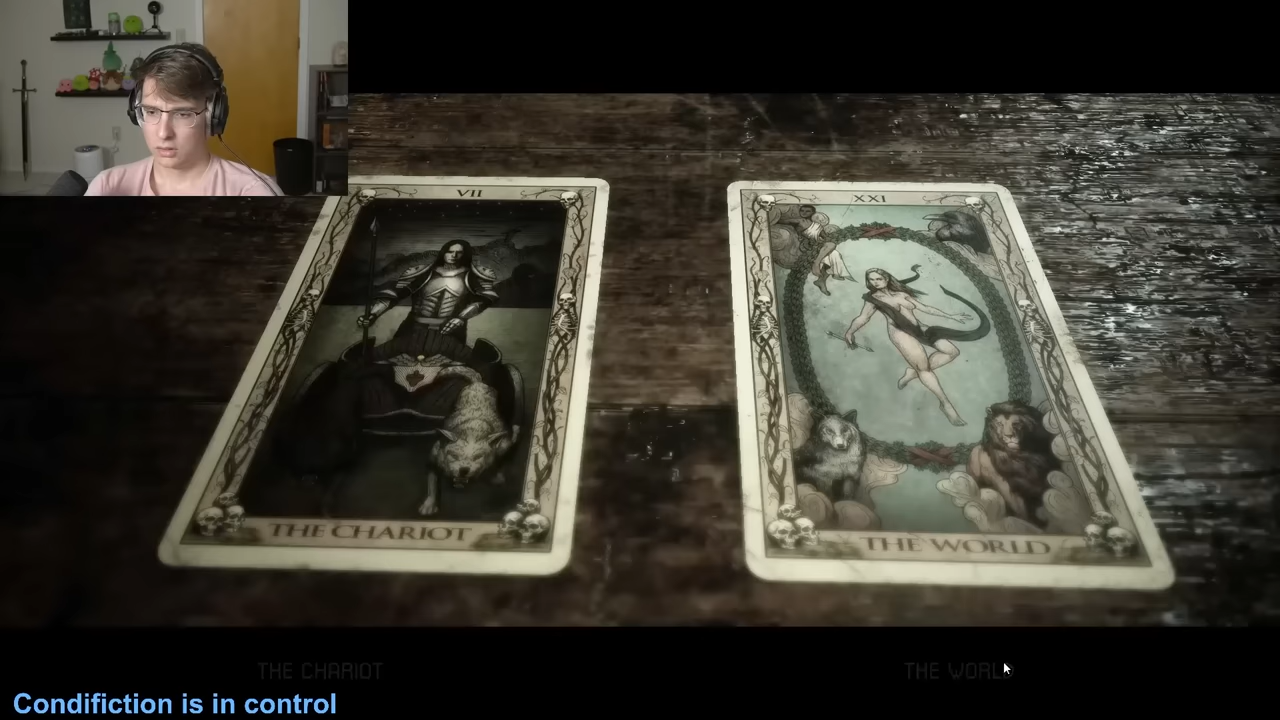 VII
XXI
THE CHARIOT
THE WORLD
THE CHARIOT
THE WORLD
Condifiction is in control